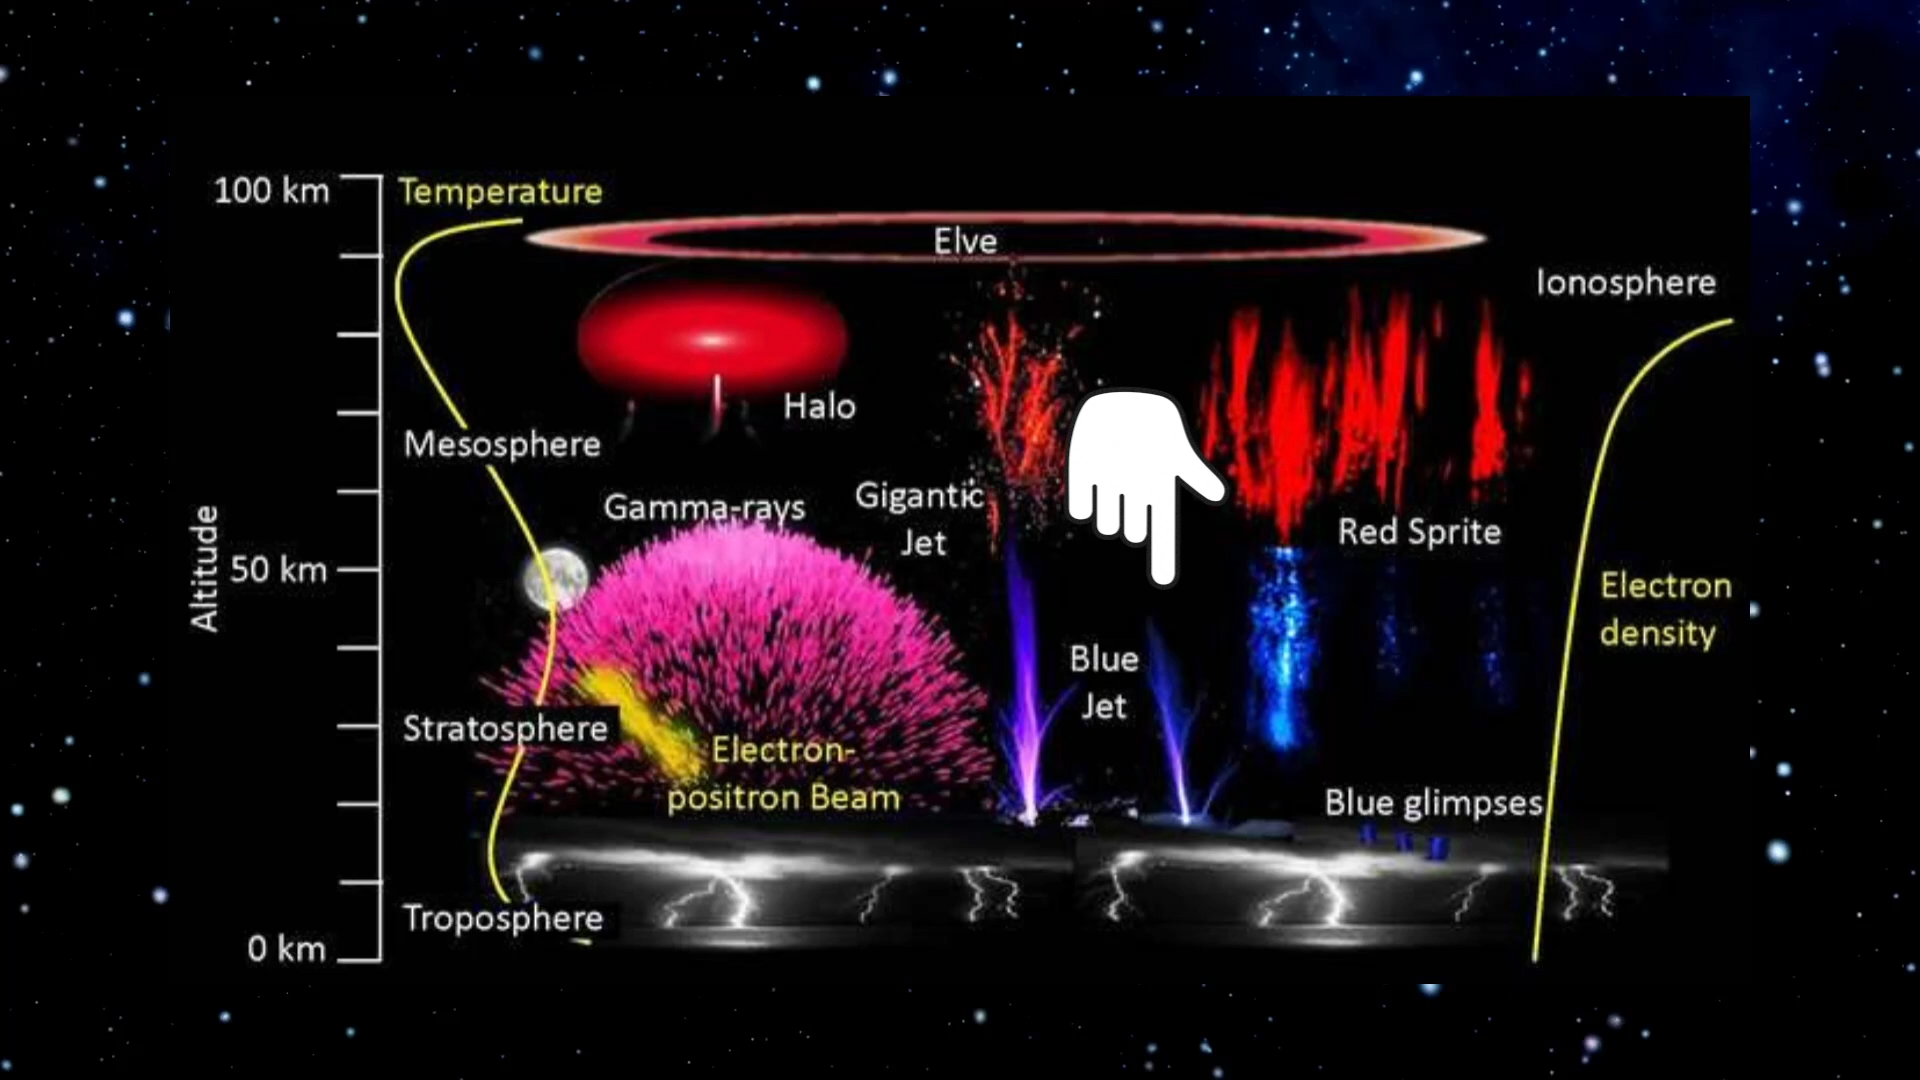 100 km
Temperature
Elve
Ionosphere
Halo
Mesosphere
Gamma-rays
Gigantic
Jet
Red Sprite
Altitude
50 km
Electron
density
Blue
Jet
Stratosphere
Electron-
positron Beam
Blue glimpses
Troposphere
0 km